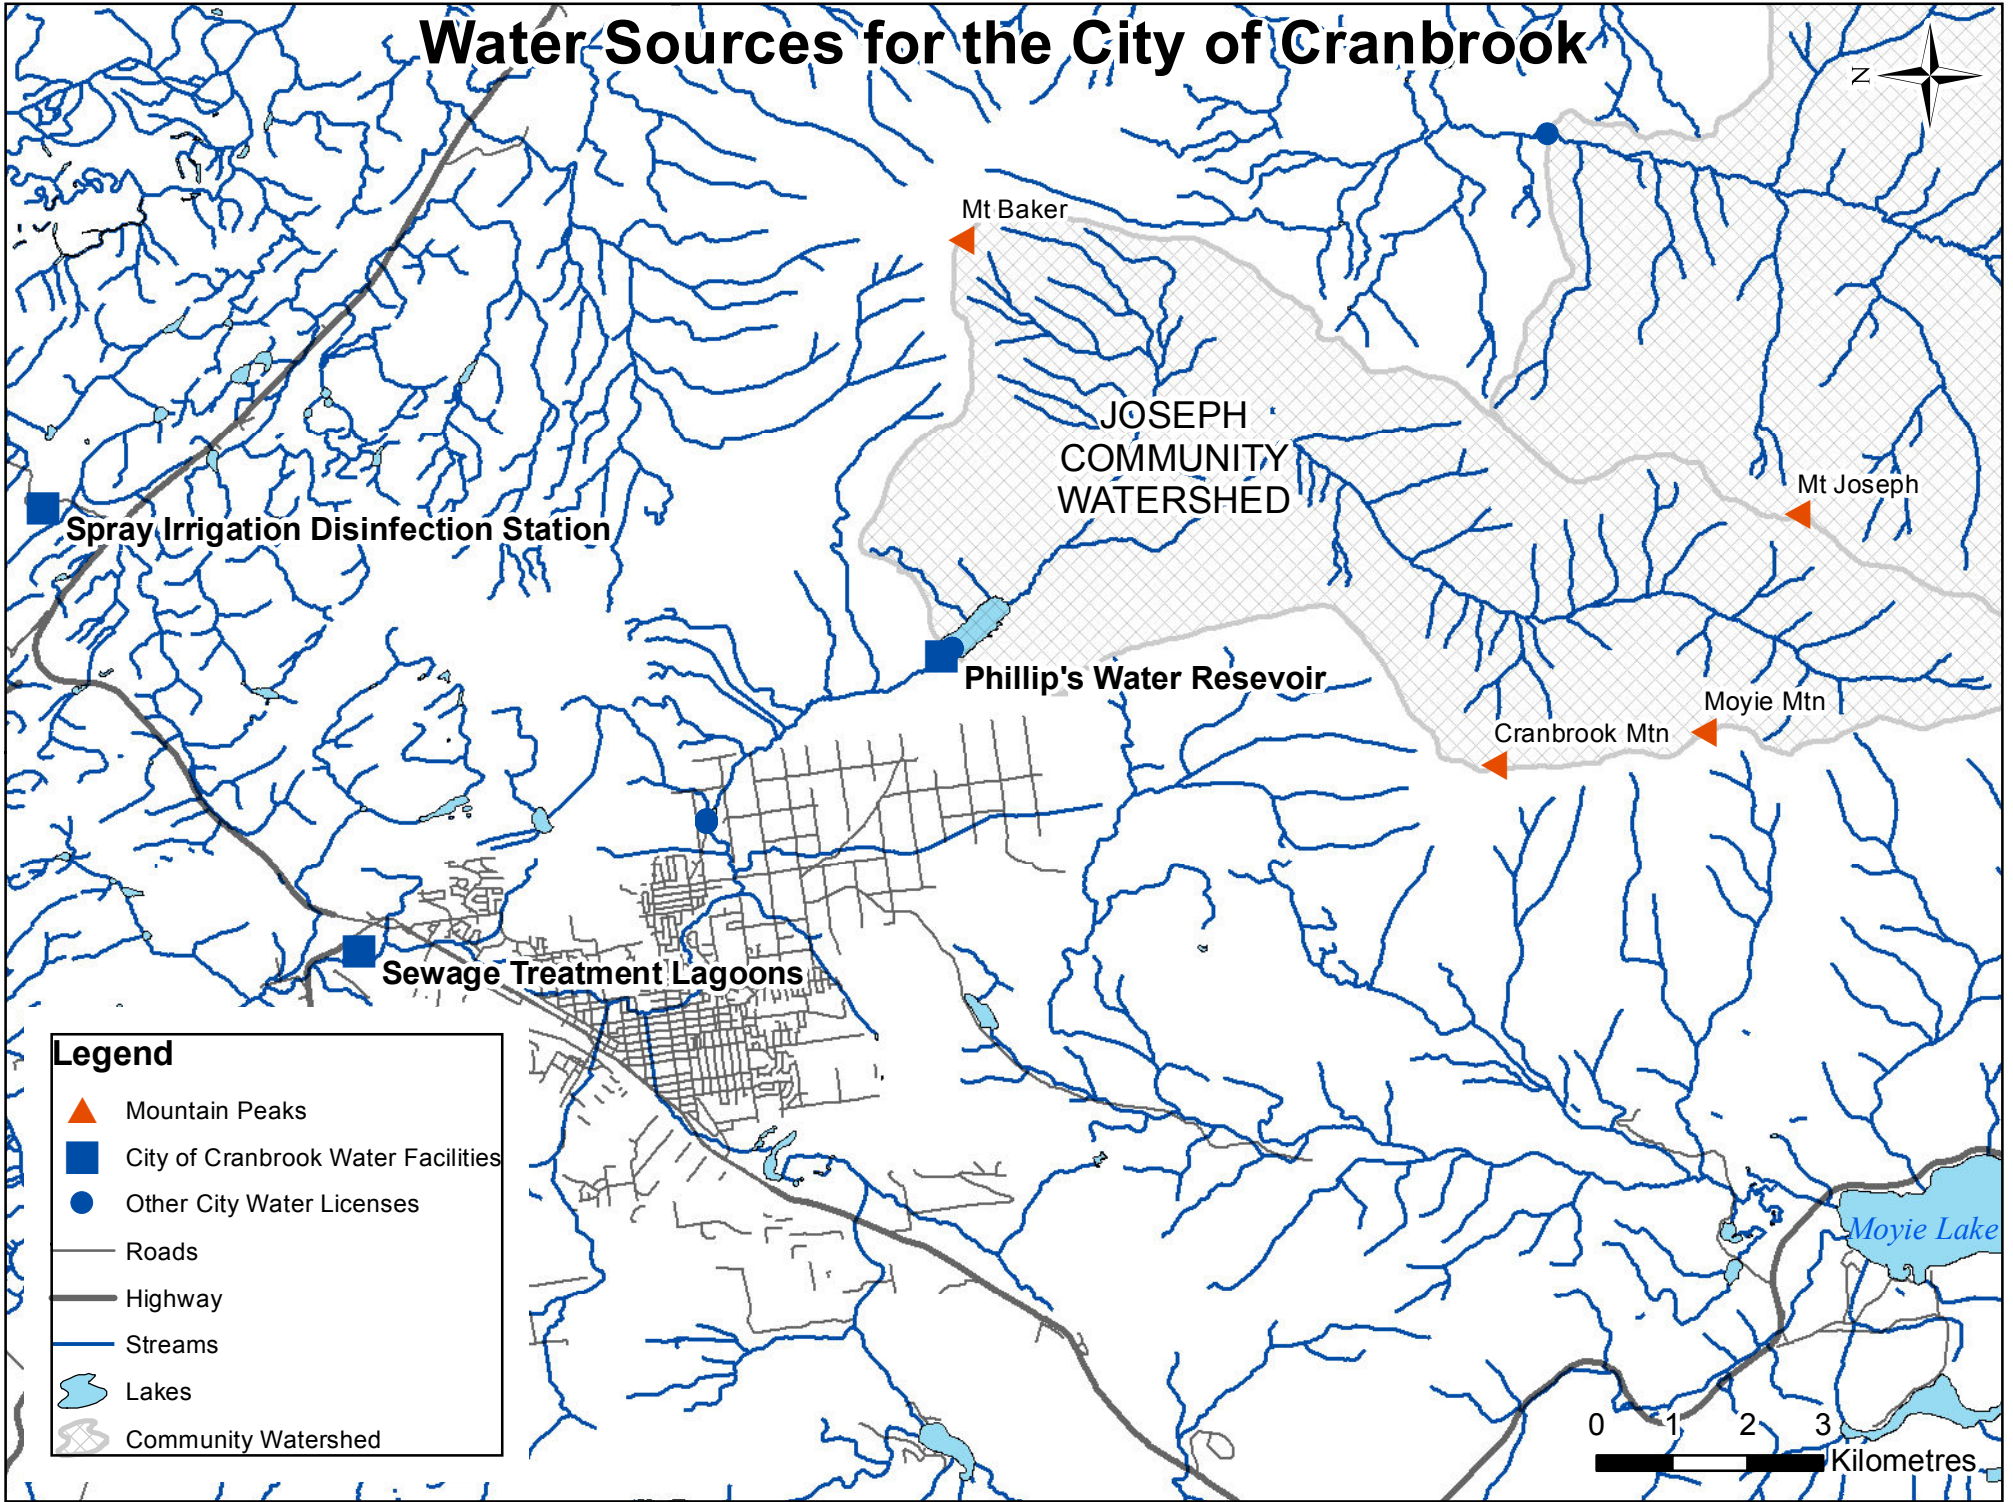 Water Sources for the City of Cranbrook
N
Mt Baker
JOSEPH
COMMUNITY
WATERSHED
Mt Joseph
Spray Irrigation Disinfection Station
Phillip's Water Resevoir
Moyie Mtn
Cranbrook Mtn
Sewage Treatment Lagoons
Legend
Mountain Peaks
City of Cranbrook Water Facilities
Other City Water Licenses
Roads
Highway
Streams
Lakes
Community Watershed
Moyie Lake
0 1 2 3
Kilometres